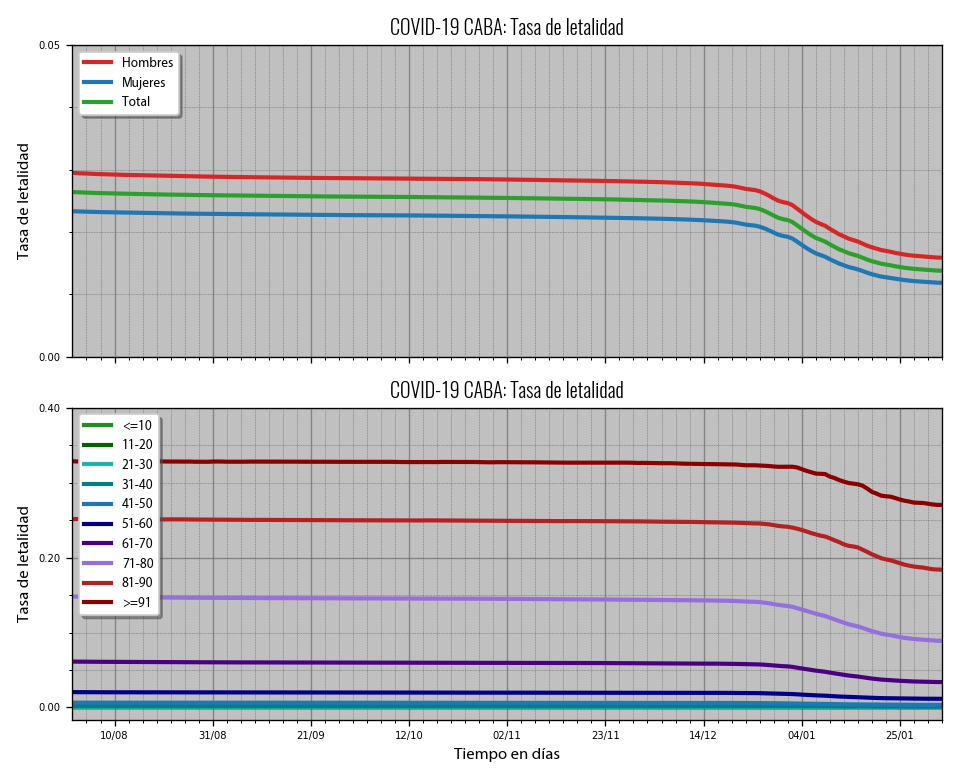 COVID-19 CABA: Tasa de letalidad
0.05
Hombres
Mujeres
Total
Tasa de letalidad
0.00
COVID-19 CABA: Tasa de letalidad
0.40
<=10
11-20
21-30
31-40
41-50
51-60
61-70
71-80
81-90
>=91
Tasa de letalidad
0.20
0.00
10/08 31/08 21/09 12/10 02/11 23/11 14/12 04/01 25/01
Tiempo en días